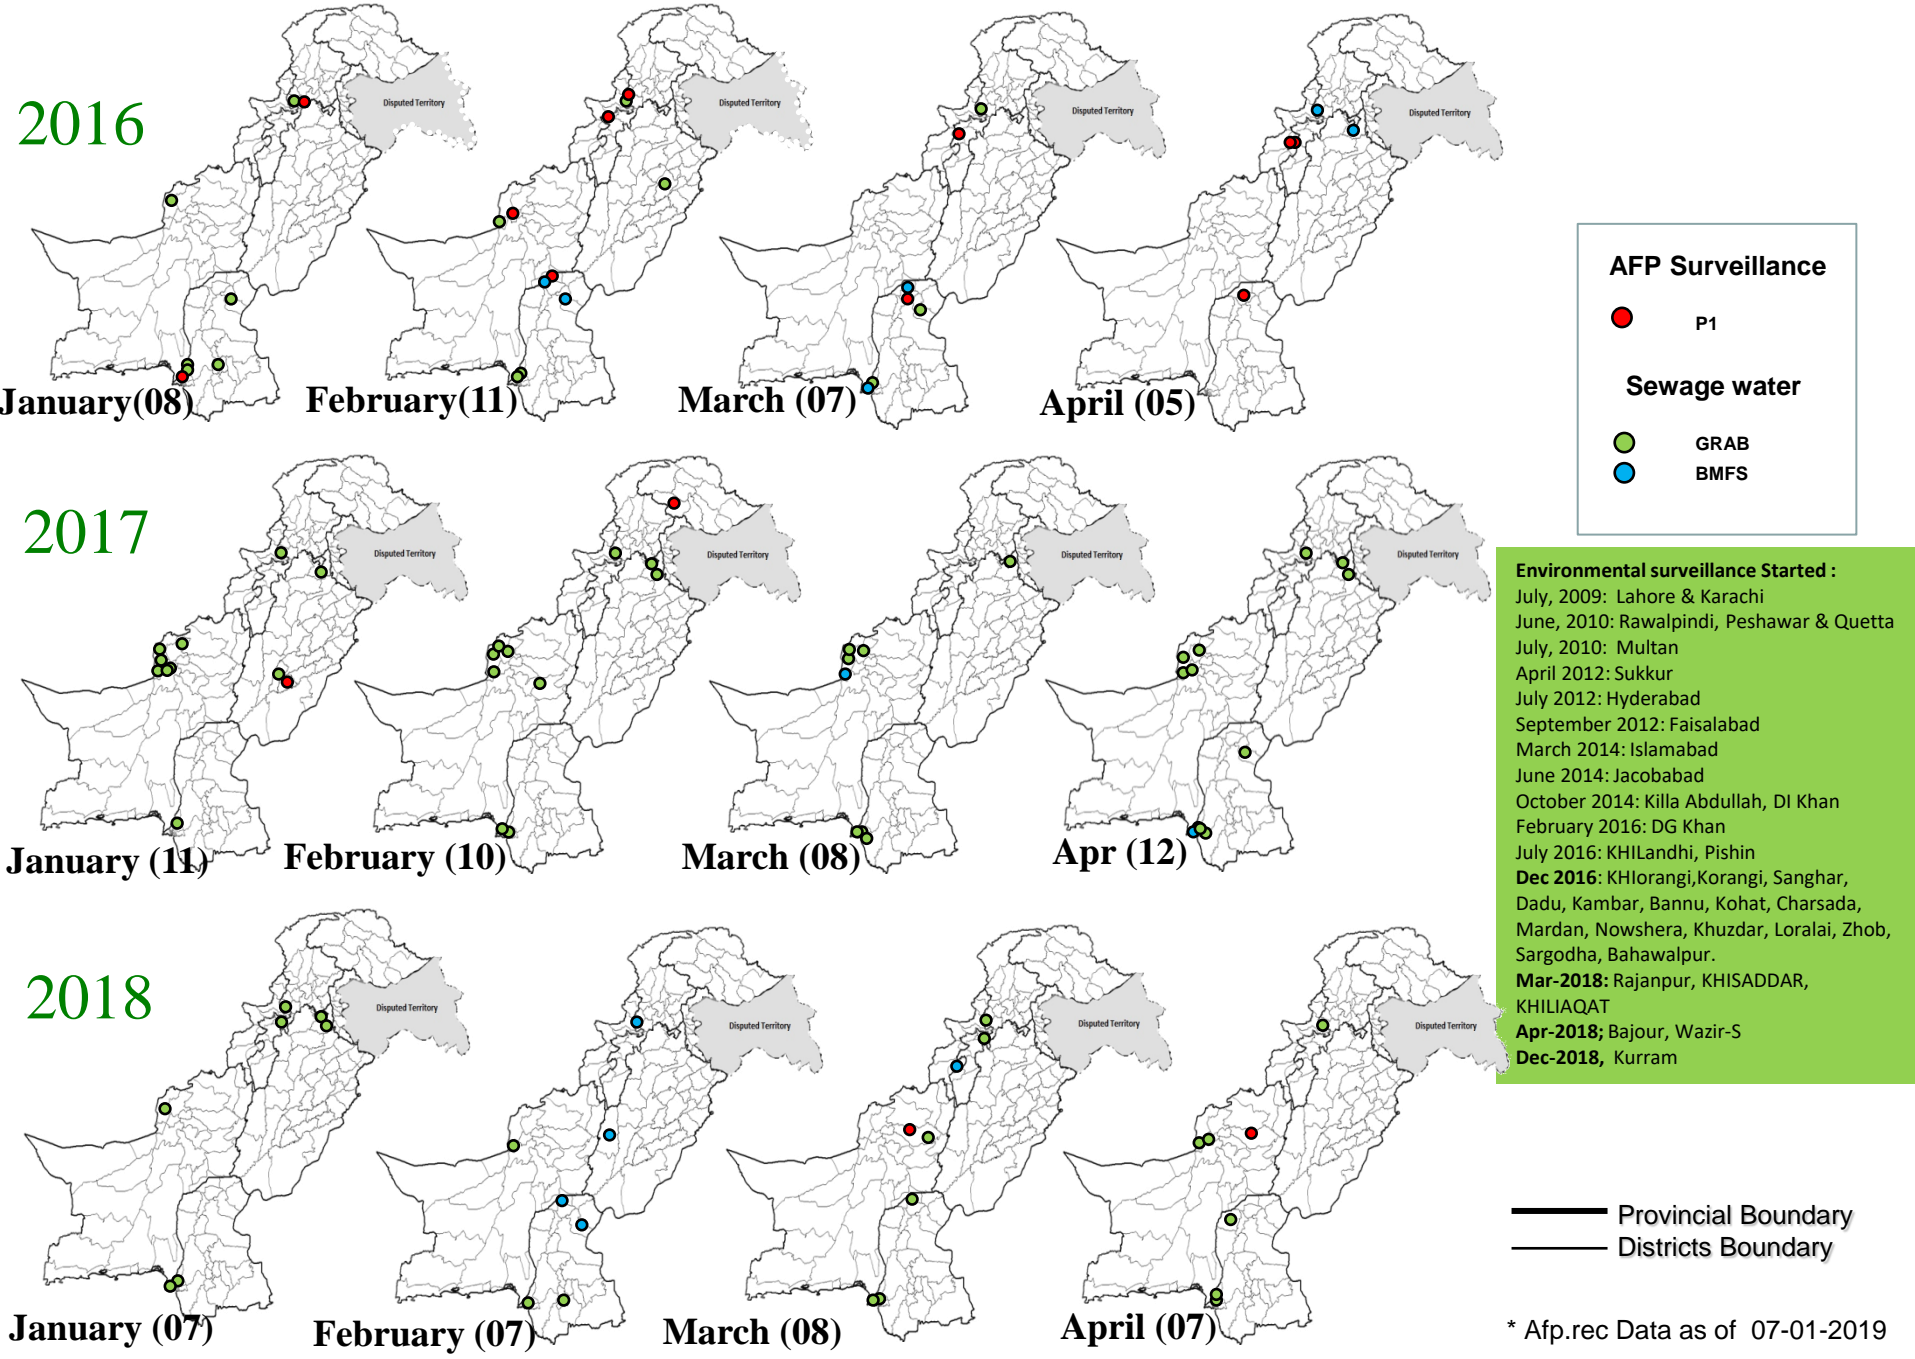 2016
Disputed Territory
Disputed Territory
Disputed Territory
Disputed Territory
January(08)
February(11)
March (07)
April (05)
AFP Surveillance
P1
Sewage water
GRAB
BMFS
2017
Disputed Territory
Disputed Territory
Disputed Territory
Disputed Territory
January (11)
February (10)
March (08)
Apr (12)
Environmental surveillance Started :
July, 2009: Lahore & Karachi
June, 2010: Rawalpindi, Peshawar & Quetta
July, 2010: Multan
April 2012: Sukkur
July 2012: Hyderabad
September 2012: Faisalabad
March 2014: Islamabad
June 2014: Jacobabad
October 2014: Killa Abdullah, DI Khan
February 2016: DG Khan
July 2016: KHILandhi, Pishin
Dec 2016: KHIorangi,Korangi, Sanghar,
Dadu, Kambar, Bannu, Kohat, Charsada,
Mardan, Nowshera, Khuzdar, Loralai, Zhob,
Sargodha, Bahawalpur.
Mar-2018: Rajanpur, KHISADDAR,
KHILIAQAT
Apr-2018; Bajour, Wazir-S
Dec-2018, Kurram
2018
Disputed Territory
Disputed Territory
Disputed Territory
Disputed Territory
January (07)
February (07)
March (08)
April (07)
Provincial Boundary
Districts Boundary
* Afp.rec Data as of 07-01-2019